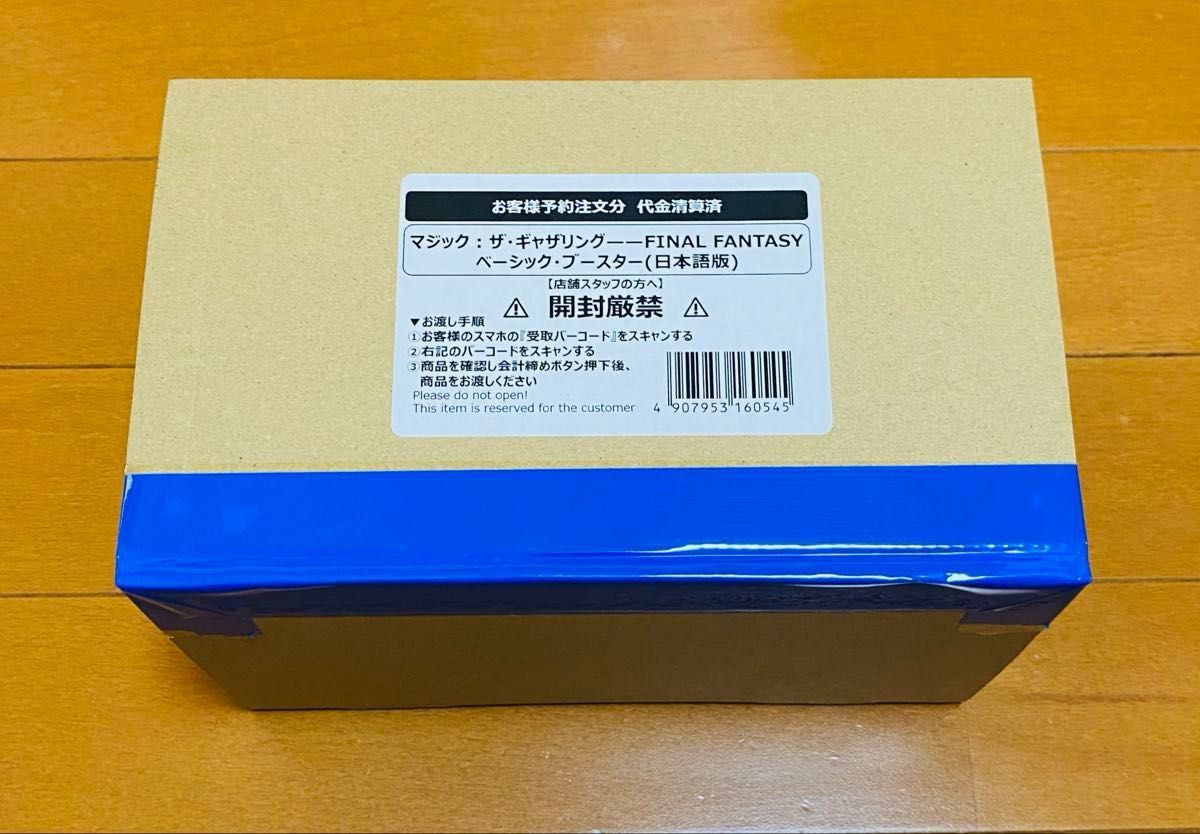 お客様予約注文分 代金清算済
マジック：ザ・ギャザリング――FINAL FANTASY
ベーシック・ブースター(日本語版)
【店舗スタッフの方へ】
⚠ 開封厳禁 ⚠
▼お渡し手順
①お客様のスマホの『受取バーコード』をスキャンする
②右記のバーコードをスキャンする
③商品を確認し会計締めボタン押下後、
商品をお渡しください
Please do not open!
This item is reserved for the customer
4 907953 160545